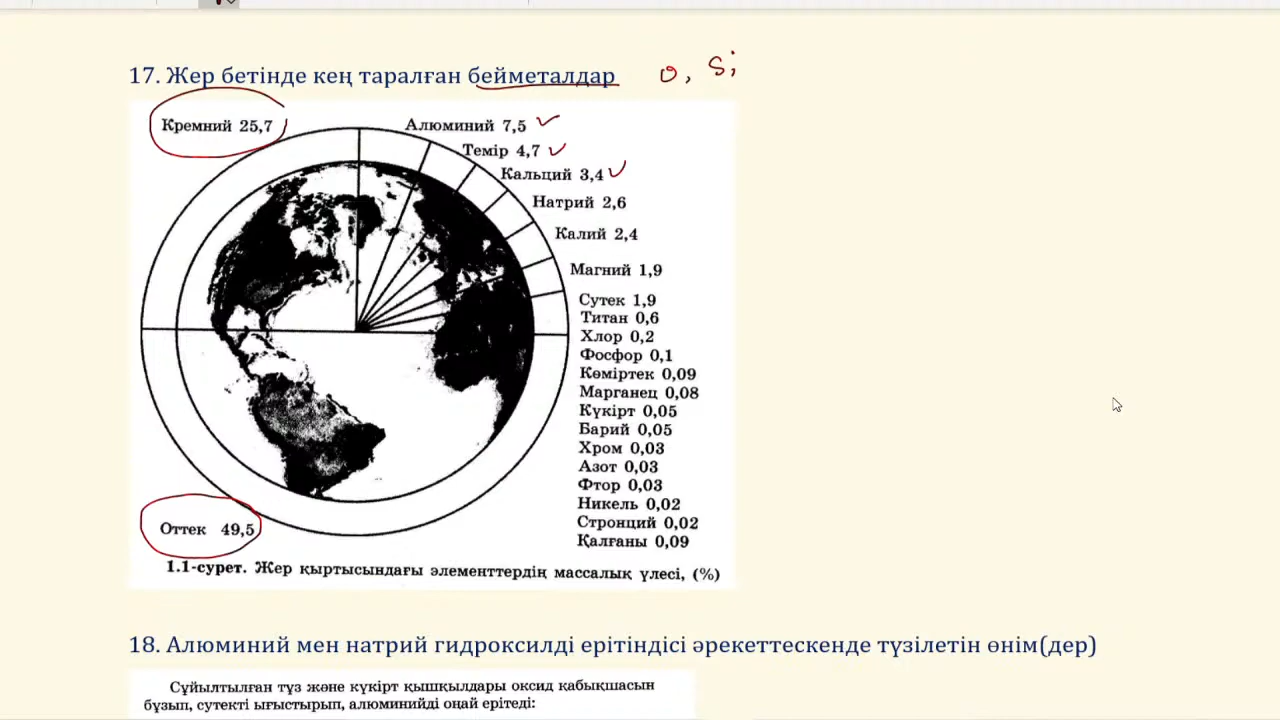 17. Жер бетінде кең таралған бейметалдар O, Si
Кремний 25,7
Алюминий 7,5
Темір 4,7
Кальций 3,4
Натрий 2,6
Калий 2,4
Магний 1,9
Сутек 1,9
Титан 0,6
Хлор 0,2
Фосфор 0,1
Көміртек 0,09
Марганец 0,08
Күкірт 0,05
Барий 0,05
Хром 0,03
Азот 0,03
Фтор 0,03
Никель 0,02
Стронций 0,02
Қалғаны 0,09
Оттек 49,5
1.1-сурет. Жер қыртысындағы элементтердің массалық үлесі, (%)
18. Алюминий мен натрий гидроксилді ерітіндісі әрекеттескенде түзілетін өнім(дер)
Сұйытылған тұз және күкірт қышқылдары оксид қабықшасын
бұзып, сутекті ығыстырып, алюминийді оңай ерітеді: